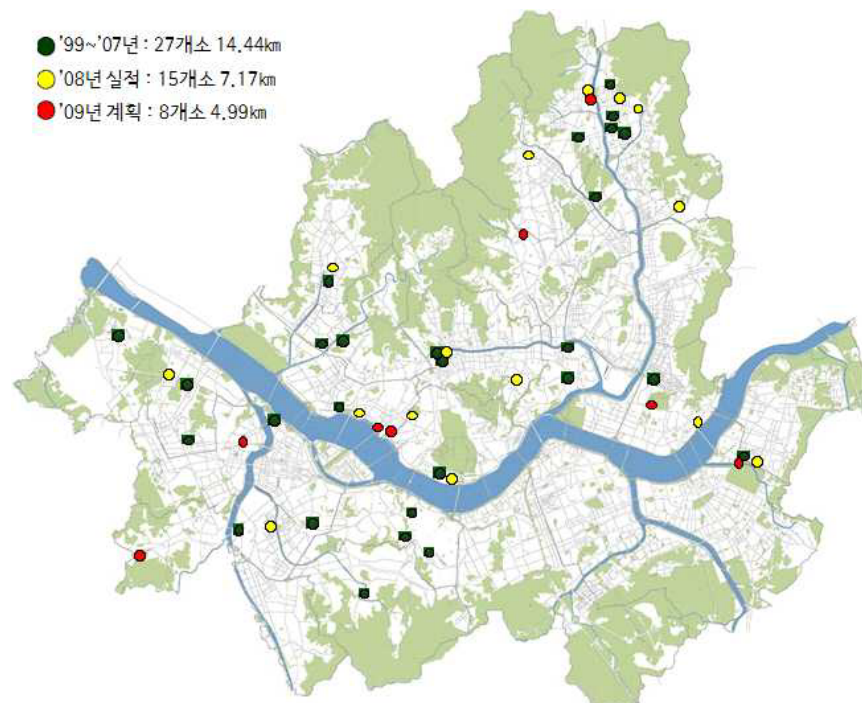 '99~'07년 : 27개소 14.44㎞
'08년 실적 : 15개소 7.17㎞
'09년 계획 : 8개소 4.99㎞